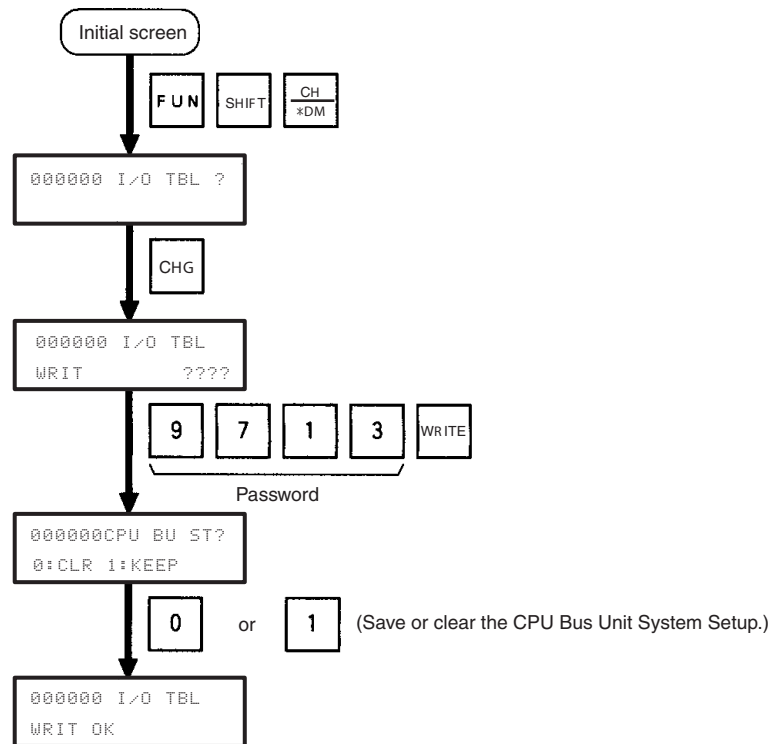 Initial screen
FUN SHIFT CH
*DM
000000 I/O TBL ?
CHG
000000 I/O TBL
WRIT ????
9 7 1 3 WRITE
Password
000000CPU BU ST?
0:CLR 1:KEEP
0 or 1 (Save or clear the CPU Bus Unit System Setup.)
000000 I/O TBL
WRIT OK